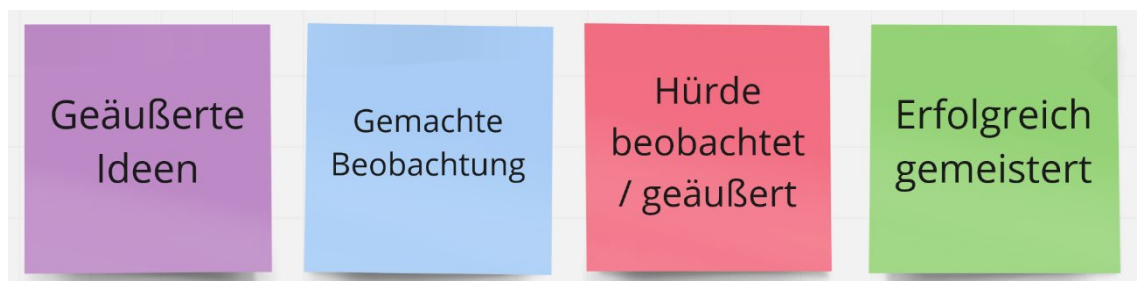 Geäußerte
Ideen
Gemachte
Beobachtung
Hürde
beobachtet
/ geäußert
Erfolgreich
gemeistert